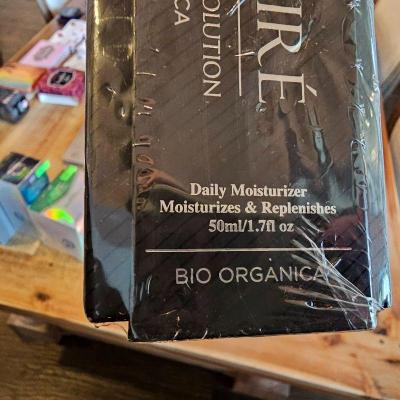 IRÉ
OLUTION
CA
Daily Moisturizer
Moisturizes & Replenishes
50ml/1.7fl oz
BIO ORGANICA